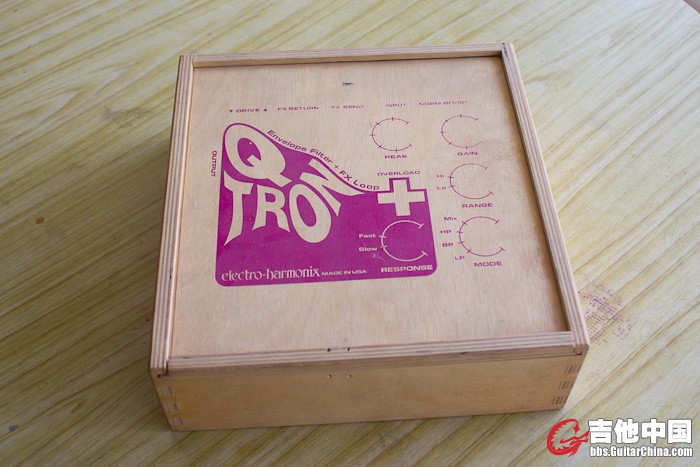 ▼ DRIVE ▲ FX RETURN FX SEND INPUT NORM-BOOST
OUTPUT
Q
TRON
+
Envelope Filter + FX Loop
PEAK
GAIN
OVERLOAD
Hi
Lo
RANGE
Fast
Slow
RESPONSE
Mix
HP
BP
LP
MODE
electro-harmonix MADE IN USA
吉他中国
bbs.GuitarChina.com